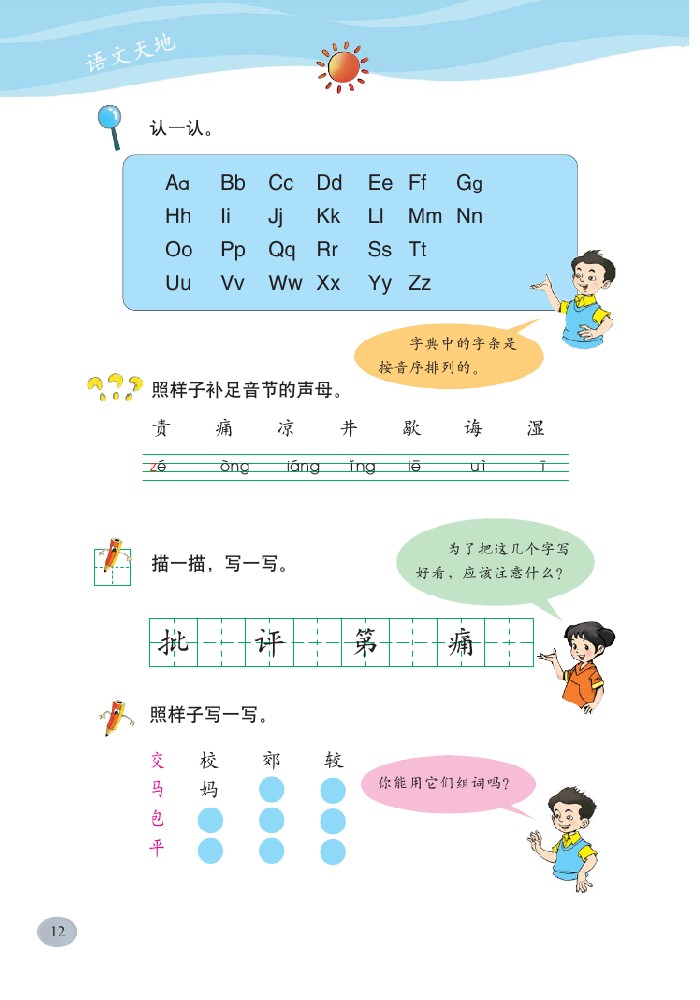 语文天地
认一认。
Aa Bb Cc Dd Ee Ff Gg
Hh Ii Jj Kk Ll Mm Nn
Oo Pp Qq Rr Ss Tt
Uu Vv Ww Xx Yy Zz
字典中的字条是
按音序排列的。
照样子补足音节的声母。
责 痛 凉 井 歇 诲 湿
zé òng iáng ǐng iē uì ī
为了把这几个字写
好看，应该注意什么？
描一描，写一写。
批 评 第 痛
照样子写一写。
交 校 郊 较
马 妈
包
平
你能用它们组词吗？
12